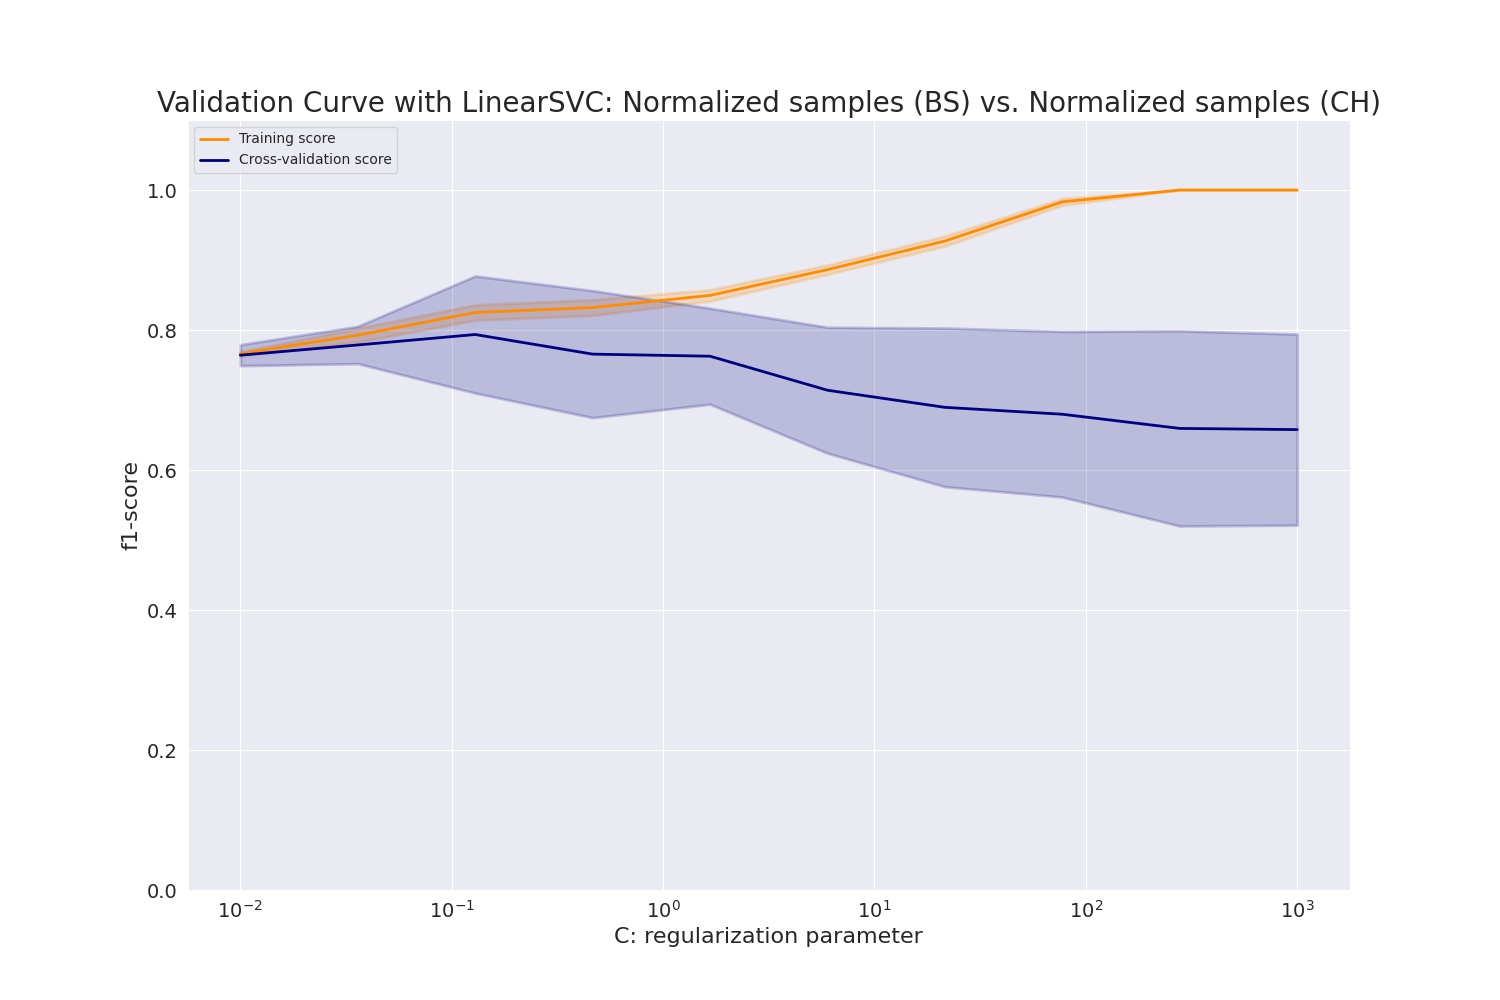 Validation Curve with LinearSVC: Normalized samples (BS) vs. Normalized samples (CH)
Training score
Cross-validation score
1.0
0.8
0.6
0.4
0.2
0.0
f1-score
10⁻² 10⁻¹ 10⁰ 10¹ 10² 10³
C: regularization parameter